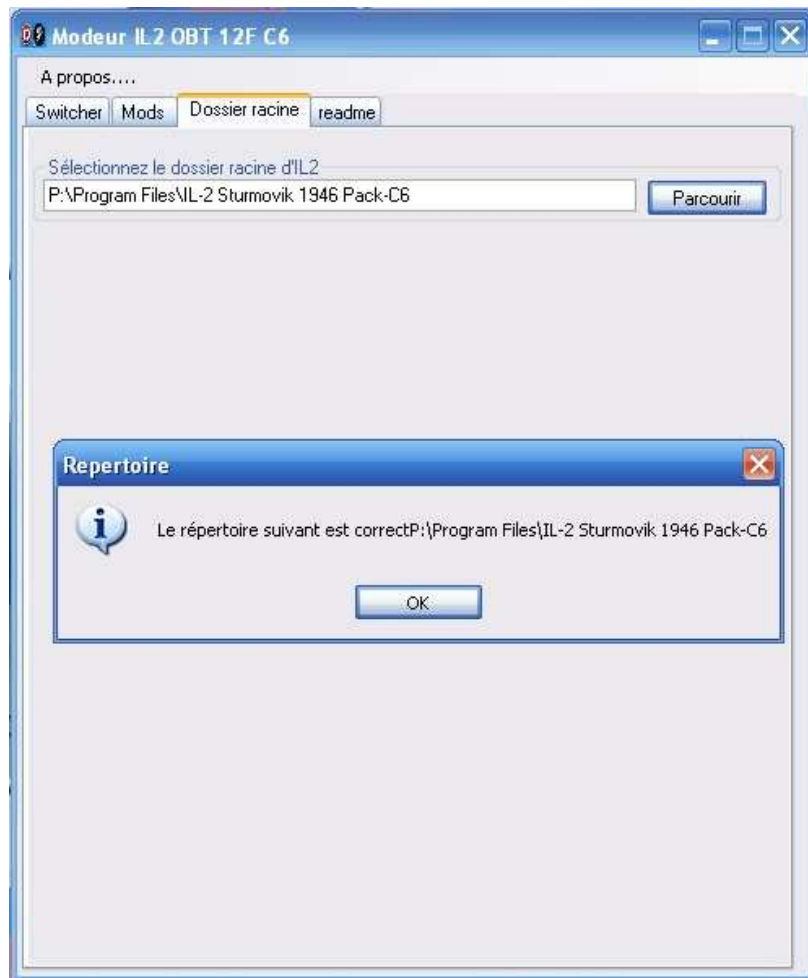 Modeur IL2 OBT 12F C6
A propos....
Switcher Mods Dossier racine readme
Sélectionnez le dossier racine d'IL2
P:\Program Files\IL-2 Sturmovik 1946 Pack-C6 Parcourir
Repertoire
Le répertoire suivant est correctP:\Program Files\IL-2 Sturmovik 1946 Pack-C6
OK